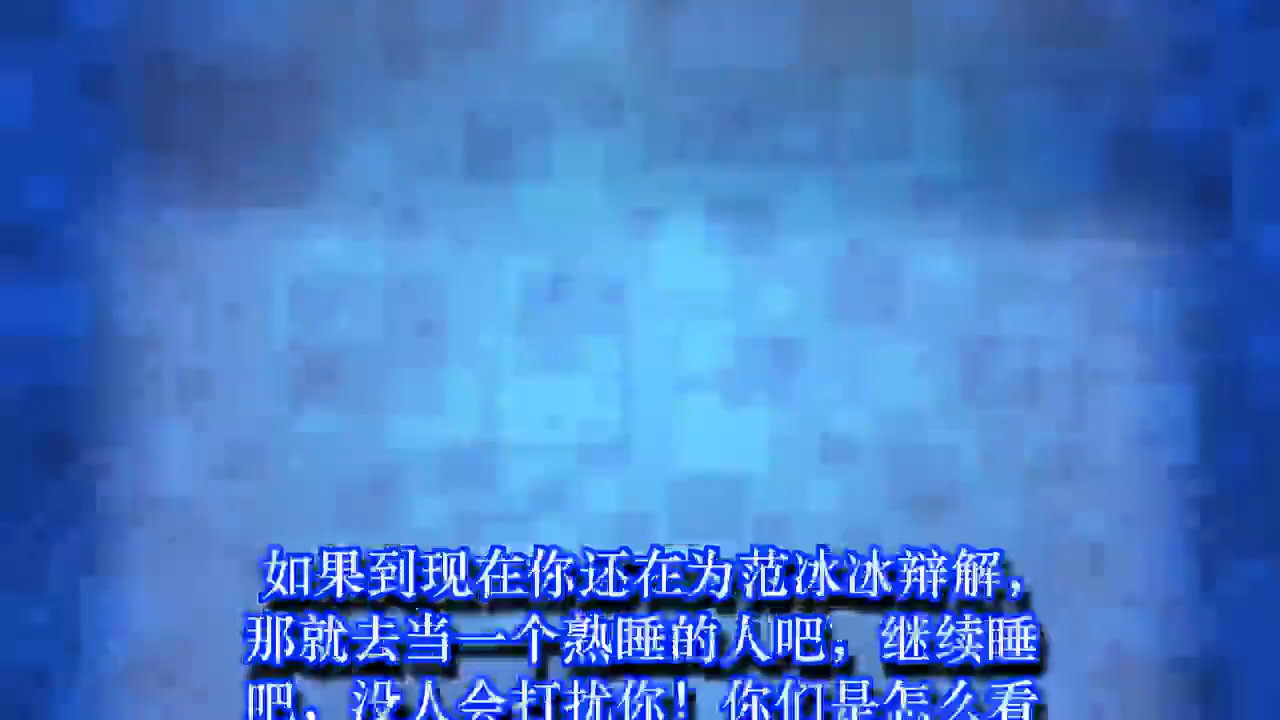 如果到现在你还在为范冰冰辩解，
那就去当一个熟睡的人吧，继续睡
吧，没人会打扰你！你们是怎么看